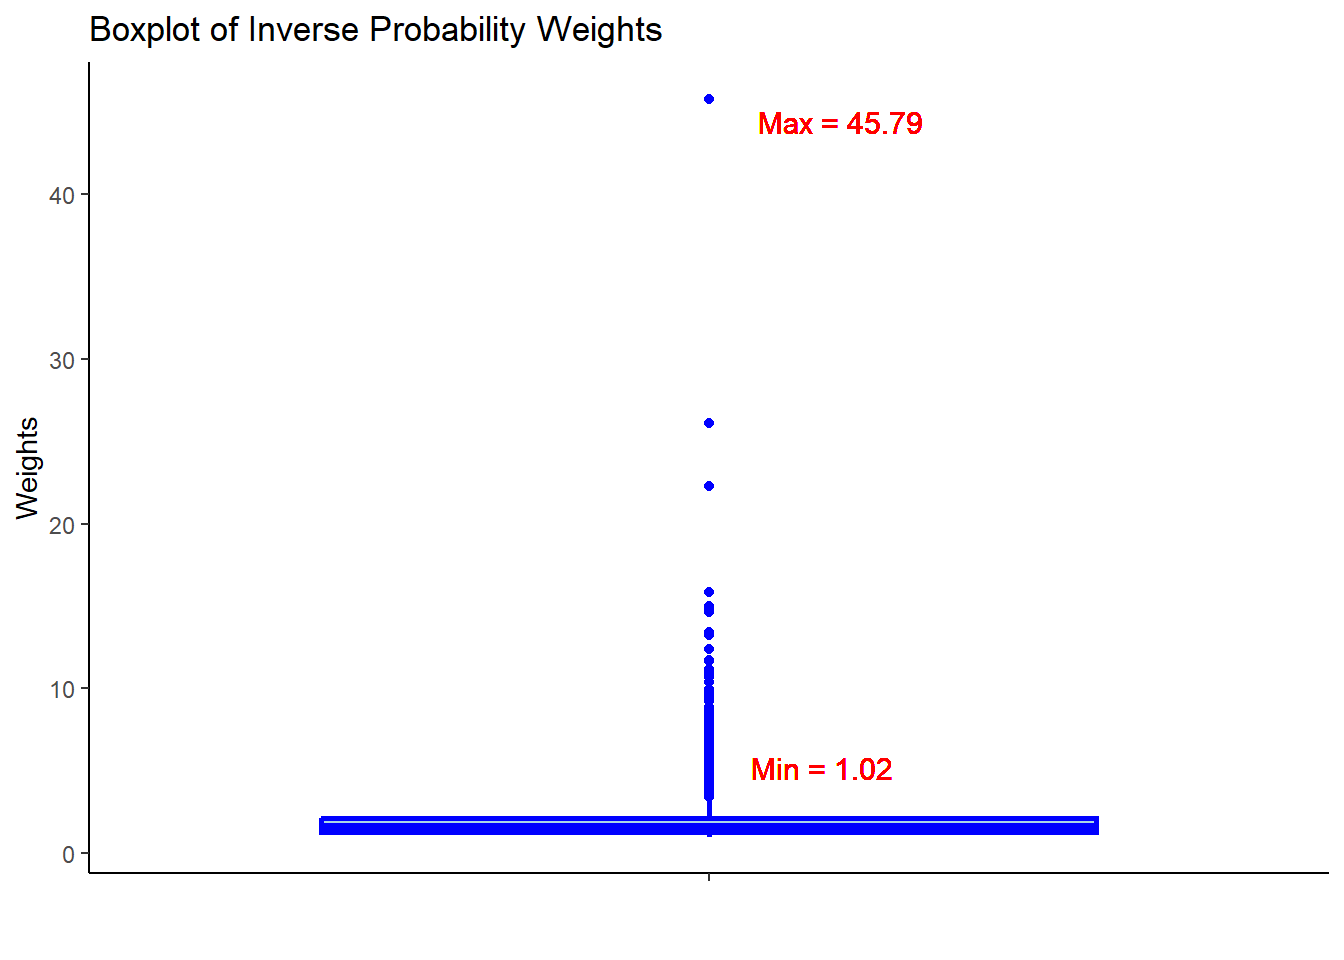 Boxplot of Inverse Probability Weights
Max = 45.79
40
30
Weights
20
10
Min = 1.02
0